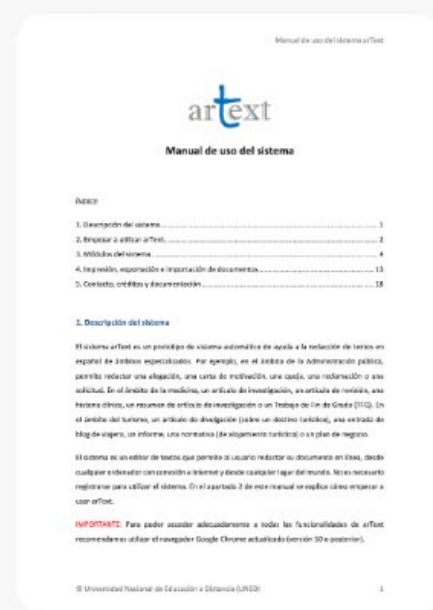 Manual de uso del sistema arText
artext
Manual de uso del sistema
ÍNDICE
1. Descripción del sistema 1
2. Empezar a utilizar arText 2
3. Módulos del sistema 4
4. Impresión, exportación e importación de documentos 13
5. Contacto, créditos y documentación 18
1. Descripción del sistema
El sistema arText es un prototipo de sistema automático de ayuda a la redacción de textos en
español de ámbitos especializados. Por ejemplo, en el ámbito de la Administración pública,
permite redactar una alegación, una carta de motivación, una queja, una reclamación o una
solicitud. En el ámbito de la medicina, un artículo de investigación, un artículo de revisión, una
historia clínica, un resumen de artículo de investigación o un Trabajo de Fin de Grado (TFG). En
el ámbito del turismo, un artículo de divulgación (sobre un destino turístico), una entrada de
blog de viajero, un informe, una normativa (de alojamiento turístico) o un plan de negocio.
El sistema es un editor de textos que permite al usuario redactar su documento en línea, desde
cualquier ordenador con conexión a Internet y desde cualquier lugar del mundo. No es necesario
registrarse para utilizar el sistema. En el apartado 2 de este manual se explica cómo empezar a
usar arText.
IMPORTANTE: Para poder acceder adecuadamente a todas las funcionalidades de arText
recomendamos utilizar el navegador Google Chrome actualizado (versión 50 o posterior).
© Universidad Nacional de Educación a Distancia (UNED) 1